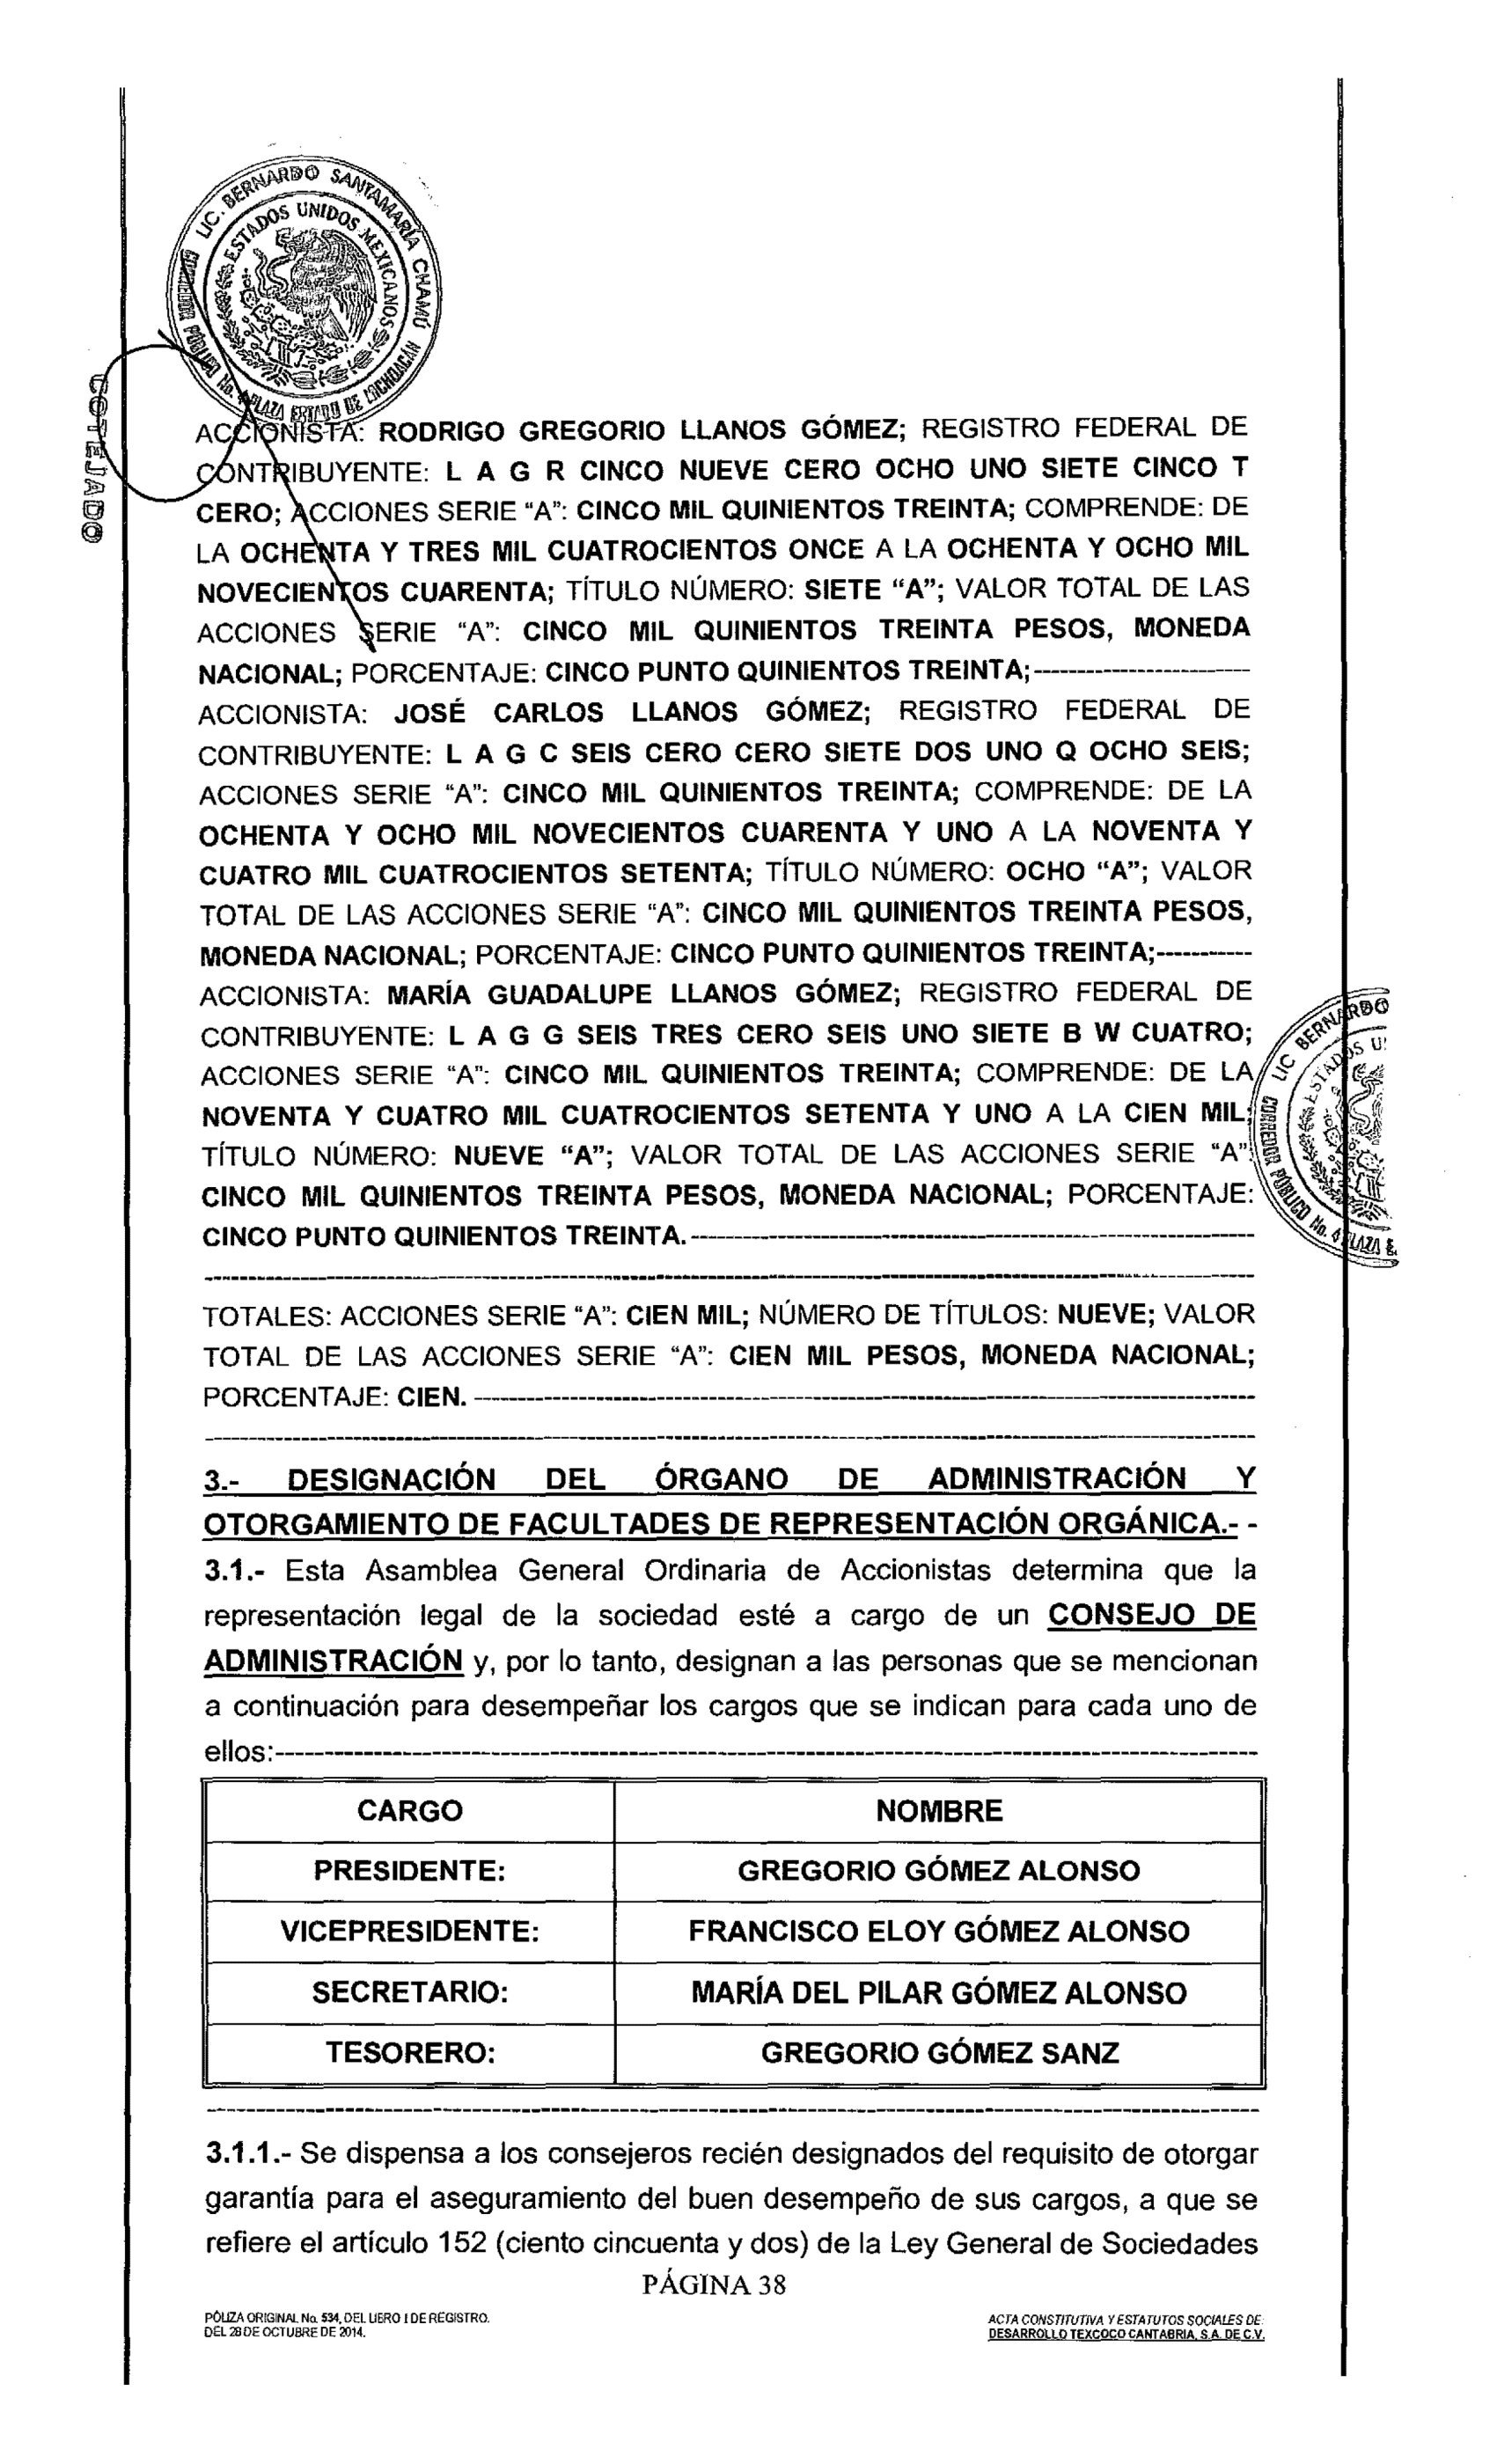 LIC. BERNARDO SANTAMARÍA CHAMÚ
ESTADOS UNIDOS MEXICANOS
CORREDOR PÚBLICO No. 4 PLAZA ESTADO DE MICHOACÁN
COTEJADO
ACCIONISTA: RODRIGO GREGORIO LLANOS GÓMEZ; REGISTRO FEDERAL DE
CONTRIBUYENTE: L A G R CINCO NUEVE CERO OCHO UNO SIETE CINCO T
CERO; ACCIONES SERIE "A": CINCO MIL QUINIENTOS TREINTA; COMPRENDE: DE
LA OCHENTA Y TRES MIL CUATROCIENTOS ONCE A LA OCHENTA Y OCHO MIL
NOVECIENTOS CUARENTA; TÍTULO NÚMERO: SIETE "A"; VALOR TOTAL DE LAS
ACCIONES SERIE "A": CINCO MIL QUINIENTOS TREINTA PESOS, MONEDA
NACIONAL; PORCENTAJE: CINCO PUNTO QUINIENTOS TREINTA;-------------------------
ACCIONISTA: JOSÉ CARLOS LLANOS GÓMEZ; REGISTRO FEDERAL DE
CONTRIBUYENTE: L A G C SEIS CERO CERO SIETE DOS UNO Q OCHO SEIS;
ACCIONES SERIE "A": CINCO MIL QUINIENTOS TREINTA; COMPRENDE: DE LA
OCHENTA Y OCHO MIL NOVECIENTOS CUARENTA Y UNO A LA NOVENTA Y
CUATRO MIL CUATROCIENTOS SETENTA; TÍTULO NÚMERO: OCHO "A"; VALOR
TOTAL DE LAS ACCIONES SERIE "A": CINCO MIL QUINIENTOS TREINTA PESOS,
MONEDA NACIONAL; PORCENTAJE: CINCO PUNTO QUINIENTOS TREINTA;-----------
ACCIONISTA: MARÍA GUADALUPE LLANOS GÓMEZ; REGISTRO FEDERAL DE
CONTRIBUYENTE: L A G G SEIS TRES CERO SEIS UNO SIETE B W CUATRO;
ACCIONES SERIE "A": CINCO MIL QUINIENTOS TREINTA; COMPRENDE: DE LA
NOVENTA Y CUATRO MIL CUATROCIENTOS SETENTA Y UNO A LA CIEN MIL;
TÍTULO NÚMERO: NUEVE "A"; VALOR TOTAL DE LAS ACCIONES SERIE "A":
CINCO MIL QUINIENTOS TREINTA PESOS, MONEDA NACIONAL; PORCENTAJE:
CINCO PUNTO QUINIENTOS TREINTA.-----------------------------------------------------------------
LIC BERNARDO
ESTADOS U
CORREDOR PÚBLICO No. 4 PLAZA E
TOTALES: ACCIONES SERIE "A": CIEN MIL; NÚMERO DE TÍTULOS: NUEVE; VALOR
TOTAL DE LAS ACCIONES SERIE "A": CIEN MIL PESOS, MONEDA NACIONAL;
PORCENTAJE: CIEN. -----------------------------------------------------------------------------------------
3.- DESIGNACIÓN DEL ÓRGANO DE ADMINISTRACIÓN Y
OTORGAMIENTO DE FACULTADES DE REPRESENTACIÓN ORGÁNICA.- -
3.1.- Esta Asamblea General Ordinaria de Accionistas determina que la
representación legal de la sociedad esté a cargo de un CONSEJO DE
ADMINISTRACIÓN y, por lo tanto, designan a las personas que se mencionan
a continuación para desempeñar los cargos que se indican para cada uno de
ellos:----------------------------------------------------------------------------------------------------
CARGO NOMBRE
PRESIDENTE: GREGORIO GÓMEZ ALONSO
VICEPRESIDENTE: FRANCISCO ELOY GÓMEZ ALONSO
SECRETARIO: MARÍA DEL PILAR GÓMEZ ALONSO
TESORERO: GREGORIO GÓMEZ SANZ
3.1.1.- Se dispensa a los consejeros recién designados del requisito de otorgar
garantía para el aseguramiento del buen desempeño de sus cargos, a que se
refiere el artículo 152 (ciento cincuenta y dos) de la Ley General de Sociedades
PÁGINA 38
PÓLIZA ORIGINAL No. 534, DEL LIBRO I DE REGISTRO.
DEL 28 DE OCTUBRE DE 2014.
ACTA CONSTITUTIVA Y ESTATUTOS SOCIALES DE:
DESARROLLO TEXCOCO CANTABRIA, S.A. DE C.V.